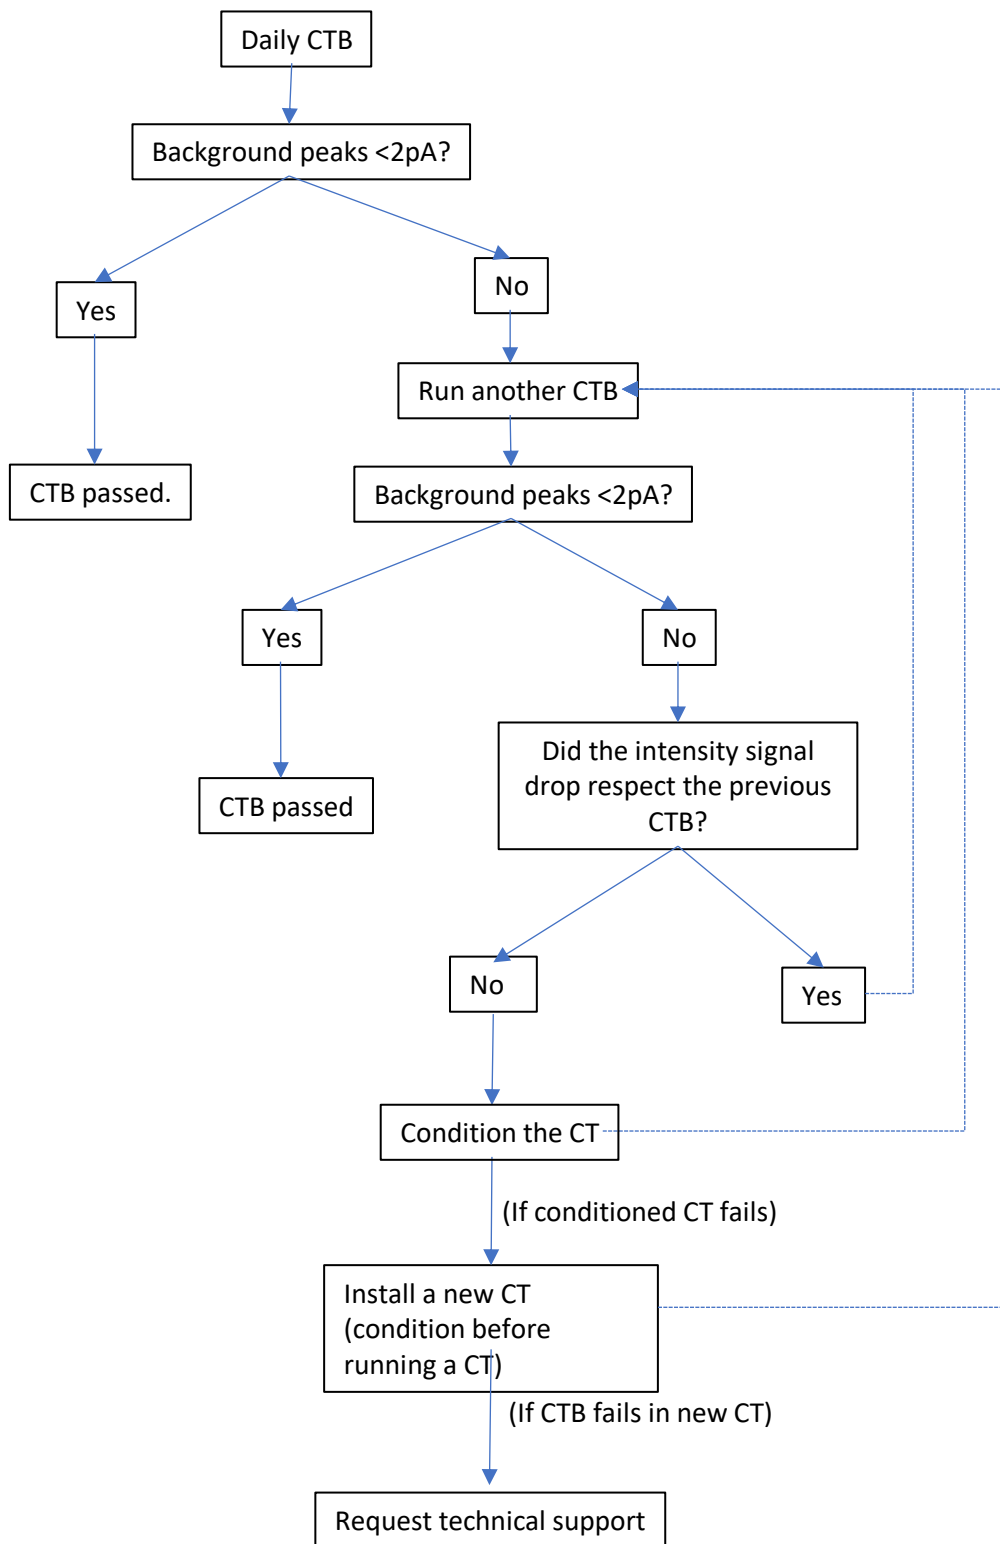 Daily CTB
Background peaks <2pA?
Yes
No
Run another CTB
CTB passed.
Background peaks <2pA?
Yes
No
Did the intensity signal
drop respect the previous
CTB?
CTB passed
No
Yes
Condition the CT
(If conditioned CT fails)
Install a new CT
(condition before
running a CT)
(If CTB fails in new CT)
Request technical support